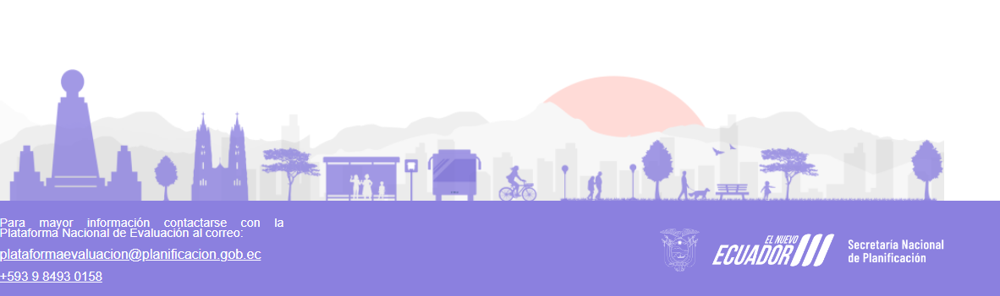 Para mayor información contactarse con la
Plataforma Nacional de Evaluación al correo:
plataformaevaluacion@planificacion.gob.ec
+593 9 8493 0158
EL NUEVO
ECUADOR
Secretaría Nacional
de Planificación